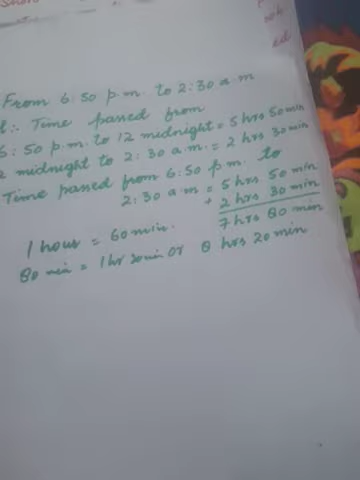 From 6:50 p.m. to 2:30 a.m
Time passed from
6:50 p.m. to 12 midnight = 5 hrs 50 min
midnight to 2:30 a.m. = 2 hrs 30 min
Time passed from 6:50 p.m. to
2:30 a.m = 5 hrs 50 min
+ 2 hrs 30 min
7 hrs 80 min
1 hour = 60 min.
80 min = 1 hr 20 min or 8 hrs 20 min